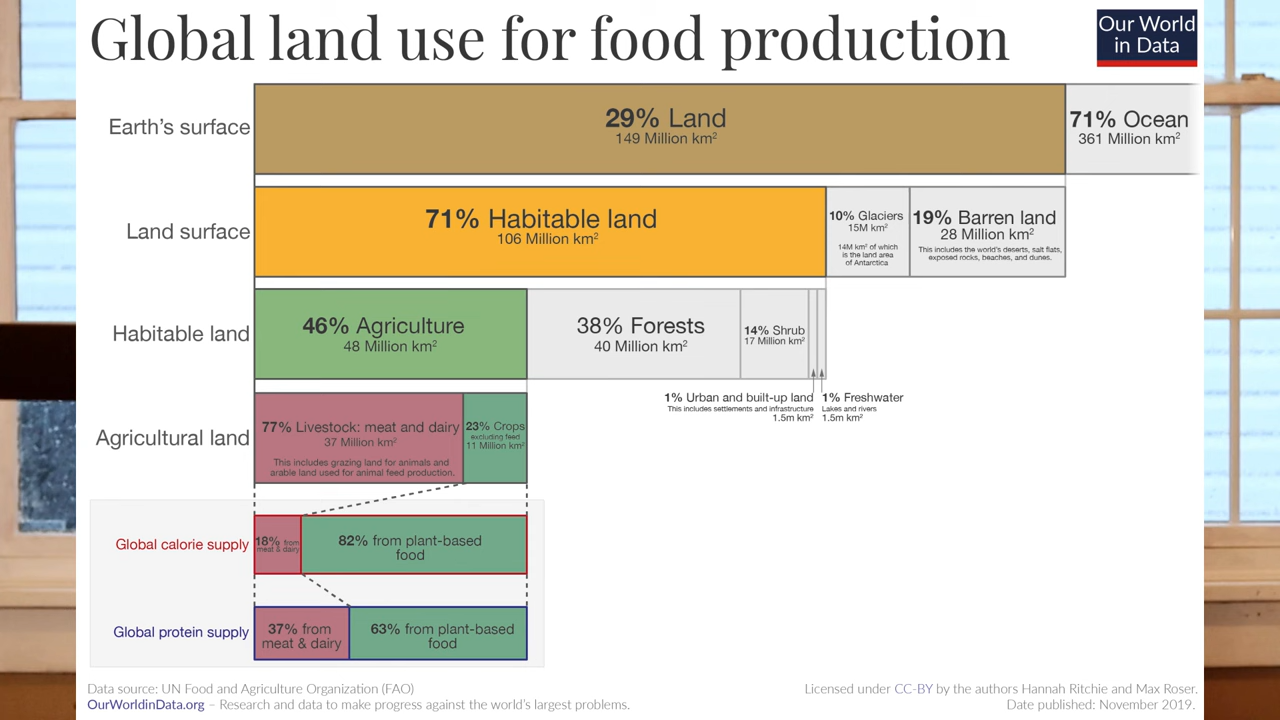 Global land use for food production
Our World
in Data
Earth's surface
29% Land
149 Million km²
71% Ocean
361 Million km²
Land surface
71% Habitable land
106 Million km²
10% Glaciers
15M km²
14M km² of which
is the land area
of Antarctica
19% Barren land
28 Million km²
This includes the world's deserts, salt flats,
exposed rocks, beaches, and dunes.
Habitable land
46% Agriculture
48 Million km²
38% Forests
40 Million km²
14% Shrub
17 Million km²
1% Urban and built-up land
This includes settlements and infrastructure
1.5m km²
1% Freshwater
Lakes and rivers
1.5m km²
Agricultural land
77% Livestock: meat and dairy
37 Million km²
This includes grazing land for animals and
arable land used for animal feed production.
23% Crops
excluding feed
11 Million km²
Global calorie supply
18% from
meat & dairy
82% from plant-based
food
Global protein supply
37% from
meat & dairy
63% from plant-based
food
Data source: UN Food and Agriculture Organization (FAO)
OurWorldinData.org – Research and data to make progress against the world's largest problems.
Licensed under CC-BY by the authors Hannah Ritchie and Max Roser.
Date published: November 2019.